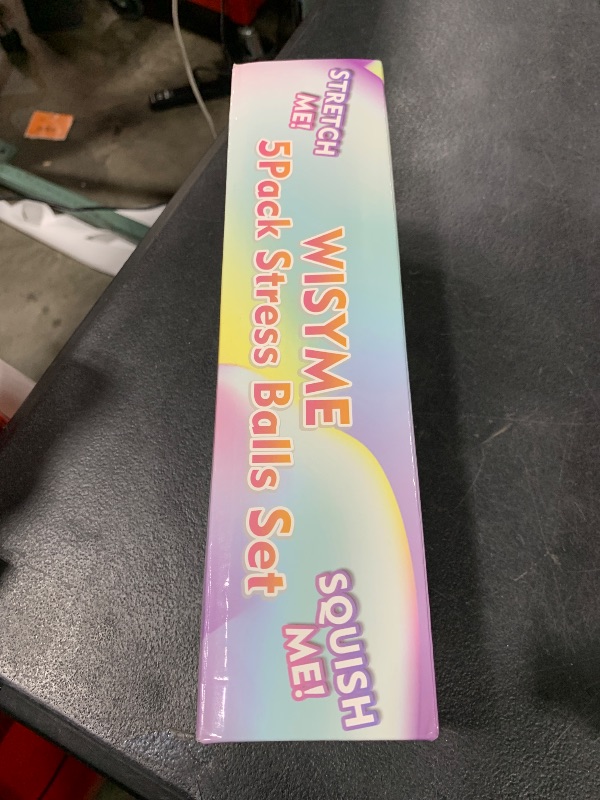 STRETCH
ME!
WISYME
5Pack Stress Balls Set
SQUISH
ME!